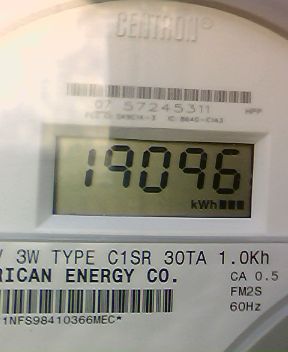 CENTRON
07 57245311
HPP
19096
kWh
V 3W TYPE C1SR 30TA 1.0Kh
RICAN ENERGY CO.
CA 0.5
FM2S
60Hz
1NFS98410366MEC*